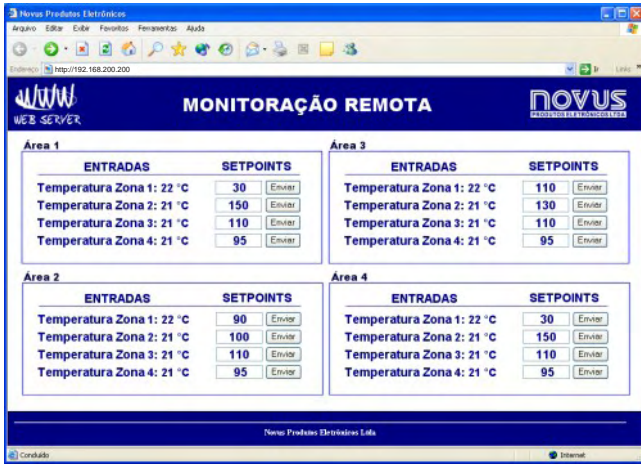 Novus Produtos Eletrônicos
Arquivo Editar Exibir Favoritos Ferramentas Ajuda
Endereço http://192.168.200.200 Ir Links »
WWW
WEB SERVER
MONITORAÇÃO REMOTA
NOVUS
PRODUTOS ELETRÔNICOS LTDA
Área 1
ENTRADAS SETPOINTS
Temperatura Zona 1: 22 °C 30 Enviar
Temperatura Zona 2: 21 °C 150 Enviar
Temperatura Zona 3: 21 °C 110 Enviar
Temperatura Zona 4: 21 °C 95 Enviar
Área 3
ENTRADAS SETPOINTS
Temperatura Zona 1: 22 °C 110 Enviar
Temperatura Zona 2: 21 °C 130 Enviar
Temperatura Zona 3: 21 °C 110 Enviar
Temperatura Zona 4: 21 °C 95 Enviar
Área 2
ENTRADAS SETPOINTS
Temperatura Zona 1: 22 °C 90 Enviar
Temperatura Zona 2: 21 °C 100 Enviar
Temperatura Zona 3: 21 °C 110 Enviar
Temperatura Zona 4: 21 °C 95 Enviar
Área 4
ENTRADAS SETPOINTS
Temperatura Zona 1: 22 °C 30 Enviar
Temperatura Zona 2: 21 °C 150 Enviar
Temperatura Zona 3: 21 °C 110 Enviar
Temperatura Zona 4: 21 °C 95 Enviar
Novus Produtos Eletrônicos Ltda
Concluído Internet